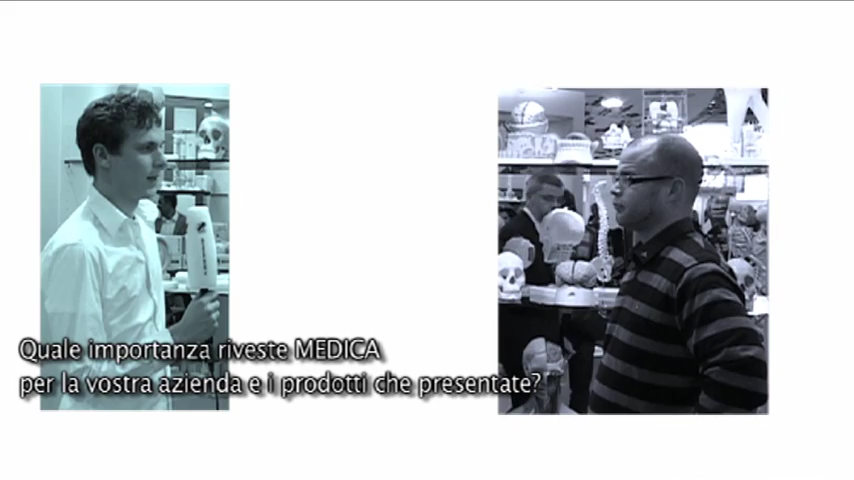 Quale importanza riveste MEDICA
per la vostra azienda e i prodotti che presentate?